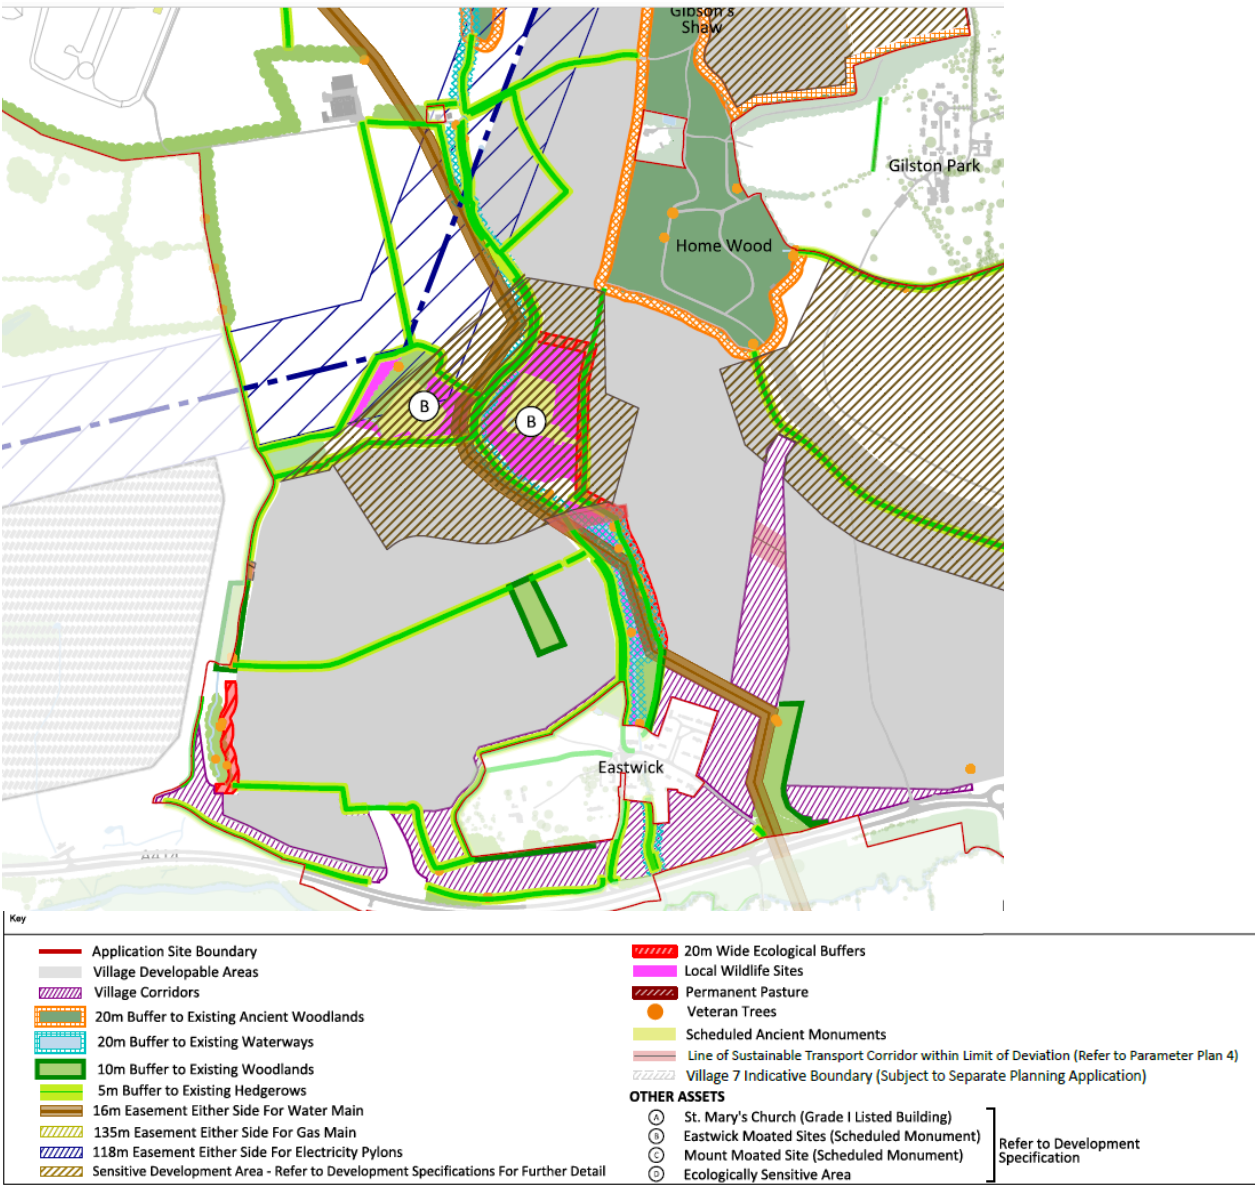 Gibson's
Shaw
Gilston Park
Home Wood
B
B
Eastwick
A414
Key
Application Site Boundary
Village Developable Areas
Village Corridors
20m Buffer to Existing Ancient Woodlands
20m Buffer to Existing Waterways
10m Buffer to Existing Woodlands
5m Buffer to Existing Hedgerows
16m Easement Either Side For Water Main
135m Easement Either Side For Gas Main
118m Easement Either Side For Electricity Pylons
Sensitive Development Area - Refer to Development Specifications For Further Detail
20m Wide Ecological Buffers
Local Wildlife Sites
Permanent Pasture
Veteran Trees
Scheduled Ancient Monuments
Line of Sustainable Transport Corridor within Limit of Deviation (Refer to Parameter Plan 4)
Village 7 Indicative Boundary (Subject to Separate Planning Application)
OTHER ASSETS
A St. Mary's Church (Grade I Listed Building)
B Eastwick Moated Sites (Scheduled Monument)
C Mount Moated Site (Scheduled Monument)
D Ecologically Sensitive Area
Refer to Development
Specification